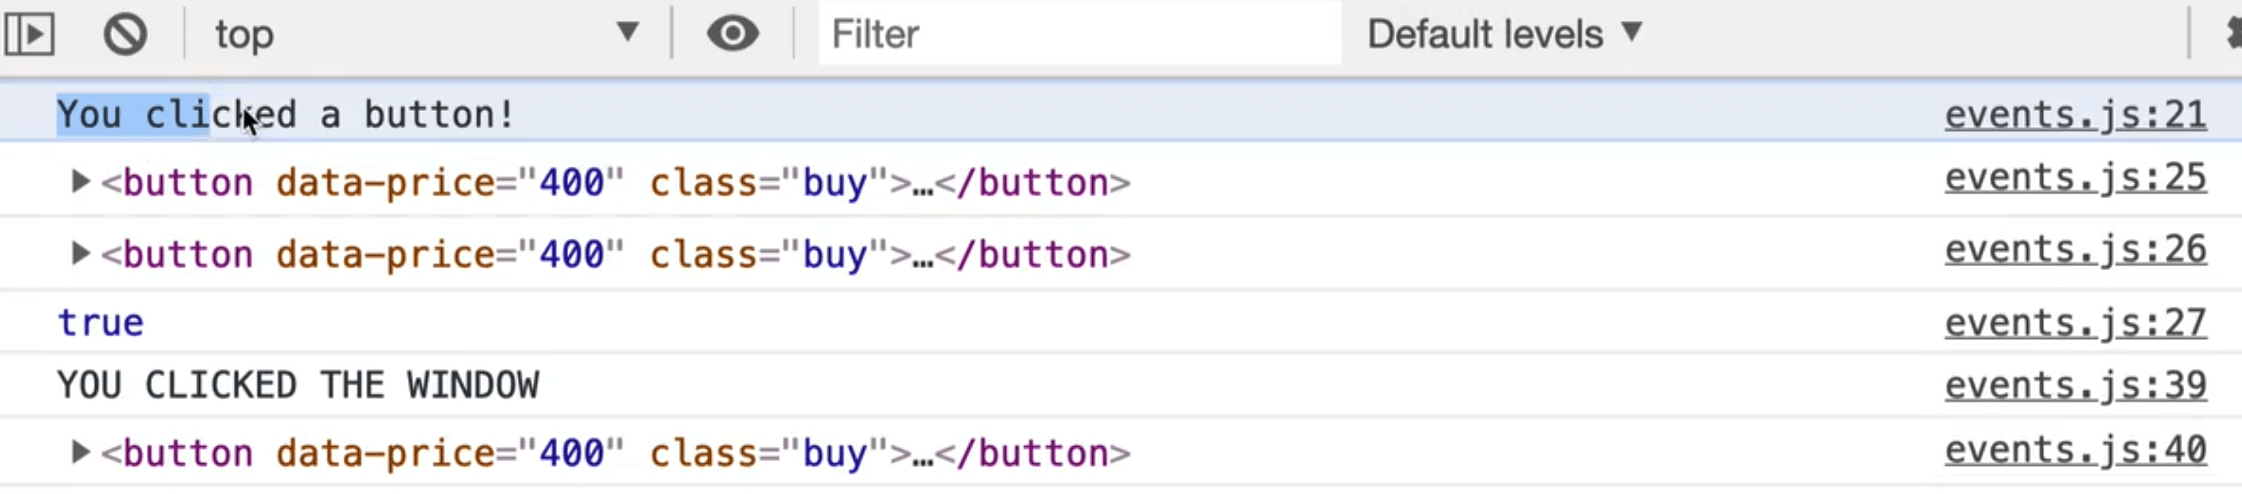 top Filter Default levels
You clicked a button! events.js:21
<button data-price="400" class="buy">…</button> events.js:25
<button data-price="400" class="buy">…</button> events.js:26
true events.js:27
YOU CLICKED THE WINDOW events.js:39
<button data-price="400" class="buy">…</button> events.js:40